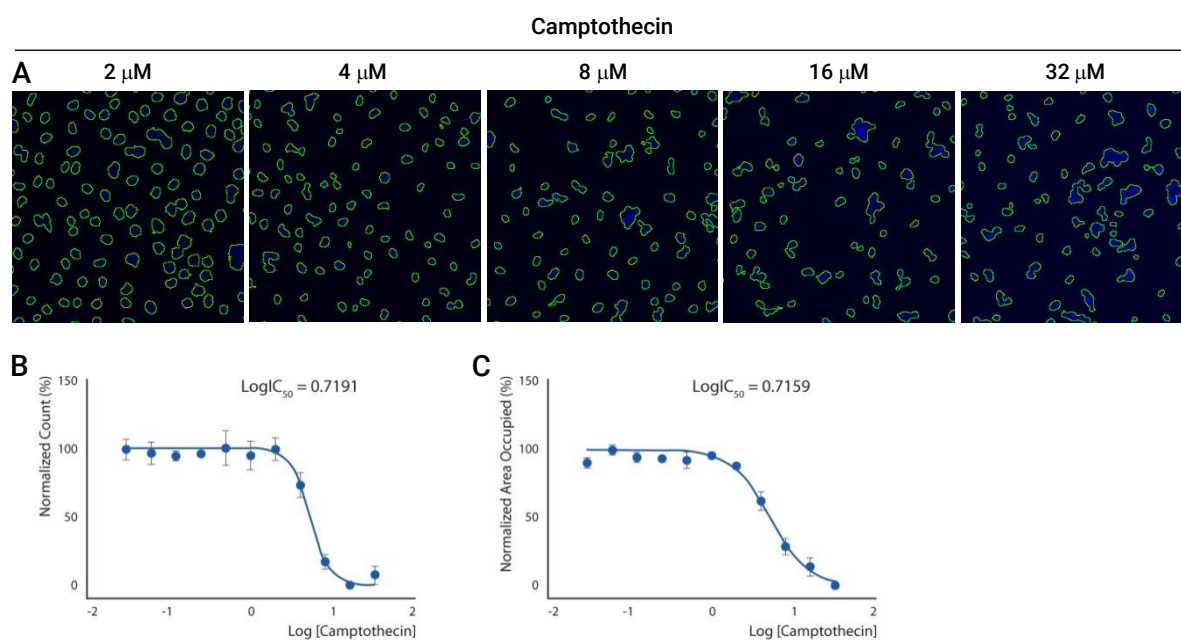 Camptothecin
A
2 μM
4 μM
8 μM
16 μM
32 μM
B
Normalized Count (%)
150
100
50
0
LogIC50 = 0.7191
-2 -1 0 1 2
Log [Camptothecin]
C
Normalized Area Occupied (%)
150
100
50
0
LogIC50 = 0.7159
-2 -1 0 1 2
Log [Camptothecin]